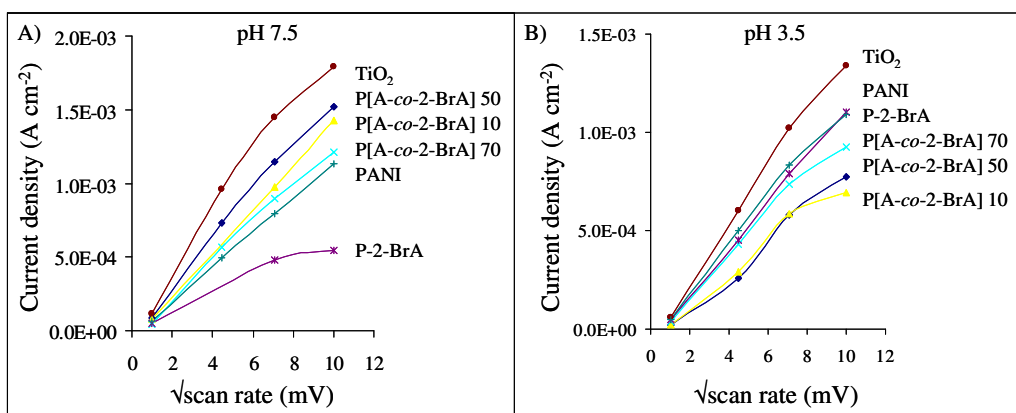 A)
pH 7.5
Current density (A cm⁻²)
2.0E-03
1.5E-03
1.0E-03
5.0E-04
0.0E+00
TiO₂
P[A-co-2-BrA] 50
P[A-co-2-BrA] 10
P[A-co-2-BrA] 70
PANI
P-2-BrA
0 2 4 6 8 10 12
√scan rate (mV)
B)
pH 3.5
Current density (A cm⁻²)
1.5E-03
1.0E-03
5.0E-04
0.0E+00
TiO₂
PANI
P-2-BrA
P[A-co-2-BrA] 70
P[A-co-2-BrA] 50
P[A-co-2-BrA] 10
0 2 4 6 8 10 12
√scan rate (mV)